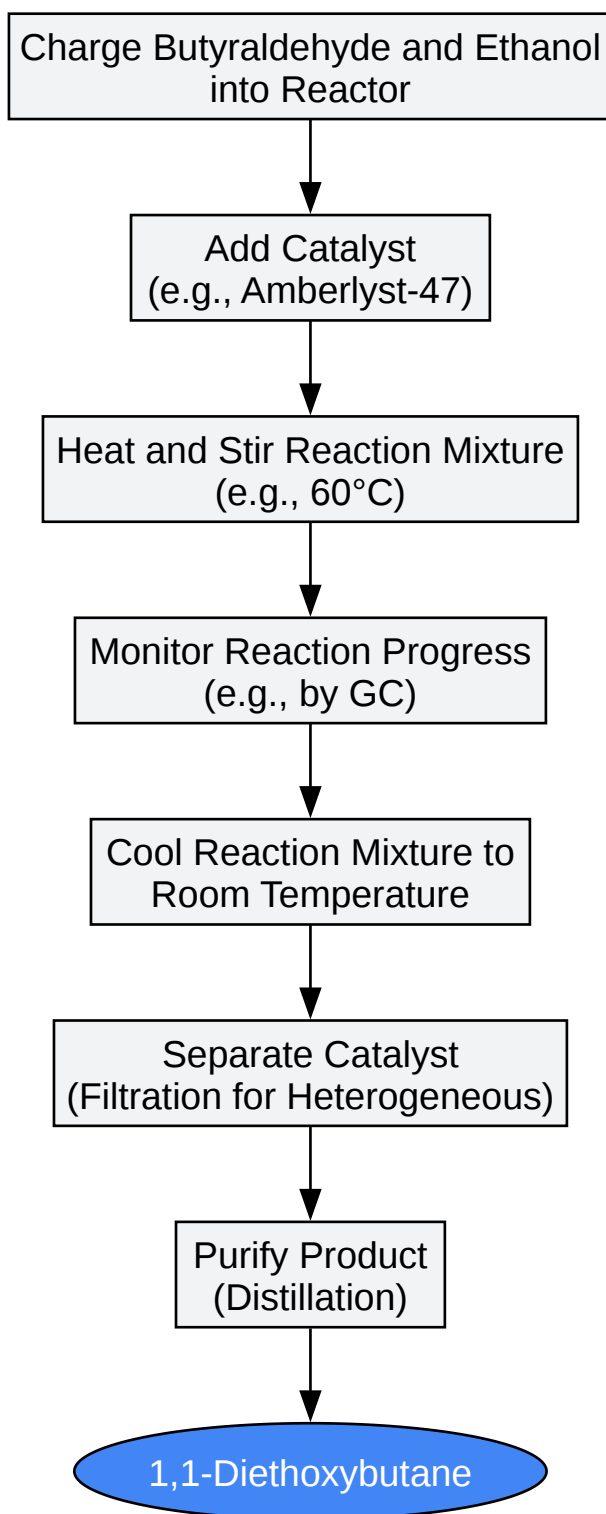 Charge Butyraldehyde and Ethanol
into Reactor
Add Catalyst
(e.g., Amberlyst-47)
Heat and Stir Reaction Mixture
(e.g., 60°C)
Monitor Reaction Progress
(e.g., by GC)
Cool Reaction Mixture to
Room Temperature
Separate Catalyst
(Filtration for Heterogeneous)
Purify Product
(Distillation)
1,1-Diethoxybutane